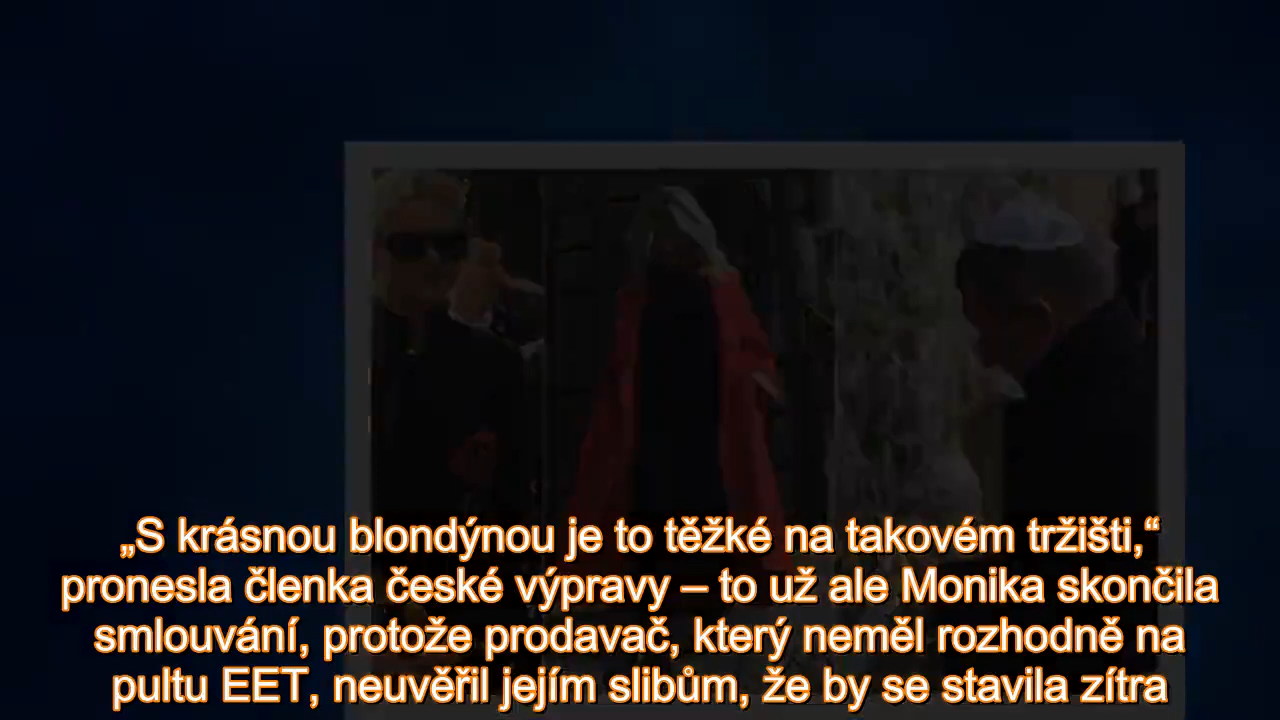 „S krásnou blondýnou je to těžké na takovém tržišti,“
pronesla členka české výpravy – to už ale Monika skončila
smlouvání, protože prodavač, který neměl rozhodně na
pultu EET, neuvěřil jejím slibům, že by se stavila zítra